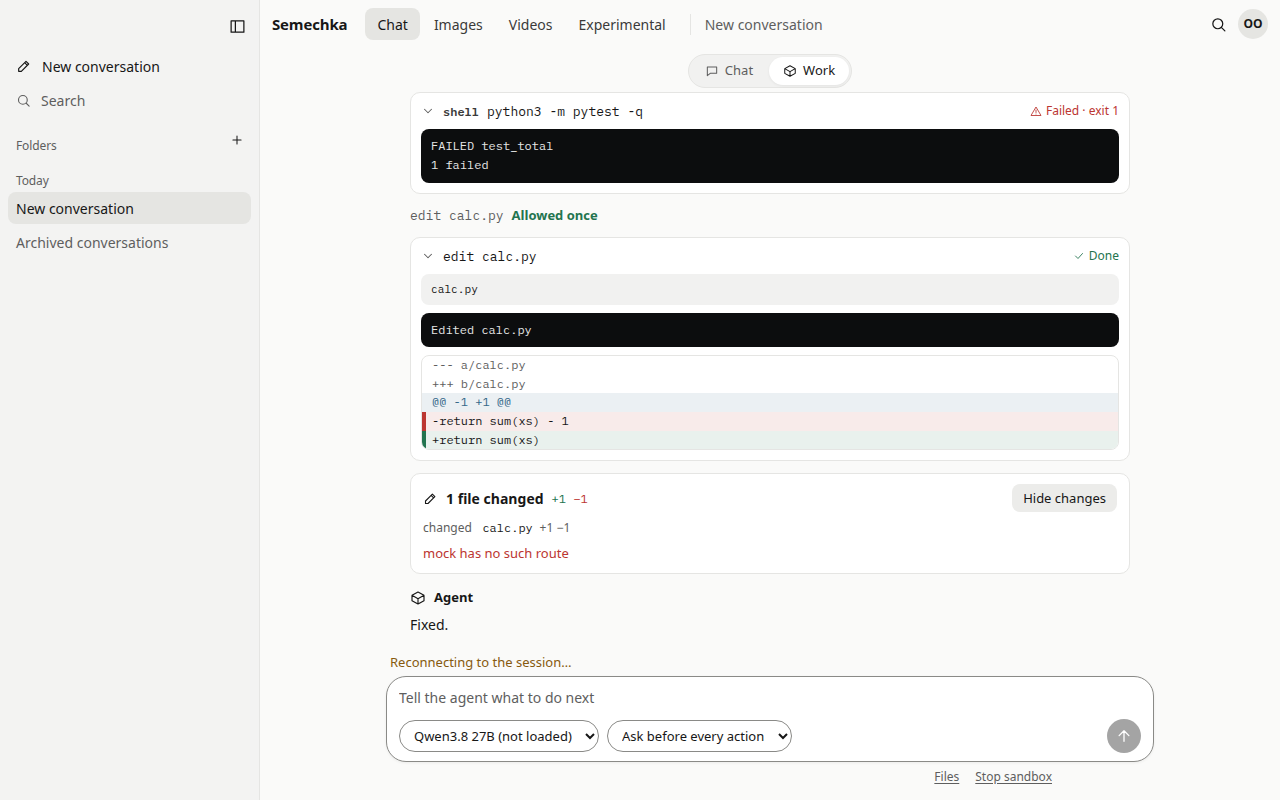 Semechka
Chat
Images
Videos
Experimental
New conversation
OO
New conversation
Search
Folders
Today
New conversation
Archived conversations
Chat
Work
shell python3 -m pytest -q
Failed · exit 1
FAILED test_total
1 failed
edit calc.py Allowed once
edit calc.py
Done
calc.py
Edited calc.py
--- a/calc.py
+++ b/calc.py
@@ -1 +1 @@
-return sum(xs) - 1
+return sum(xs)
1 file changed +1 −1
Hide changes
changed calc.py +1 −1
mock has no such route
Agent
Fixed.
Reconnecting to the session…
Tell the agent what to do next
Qwen3.8 27B (not loaded)
Ask before every action
Files
Stop sandbox